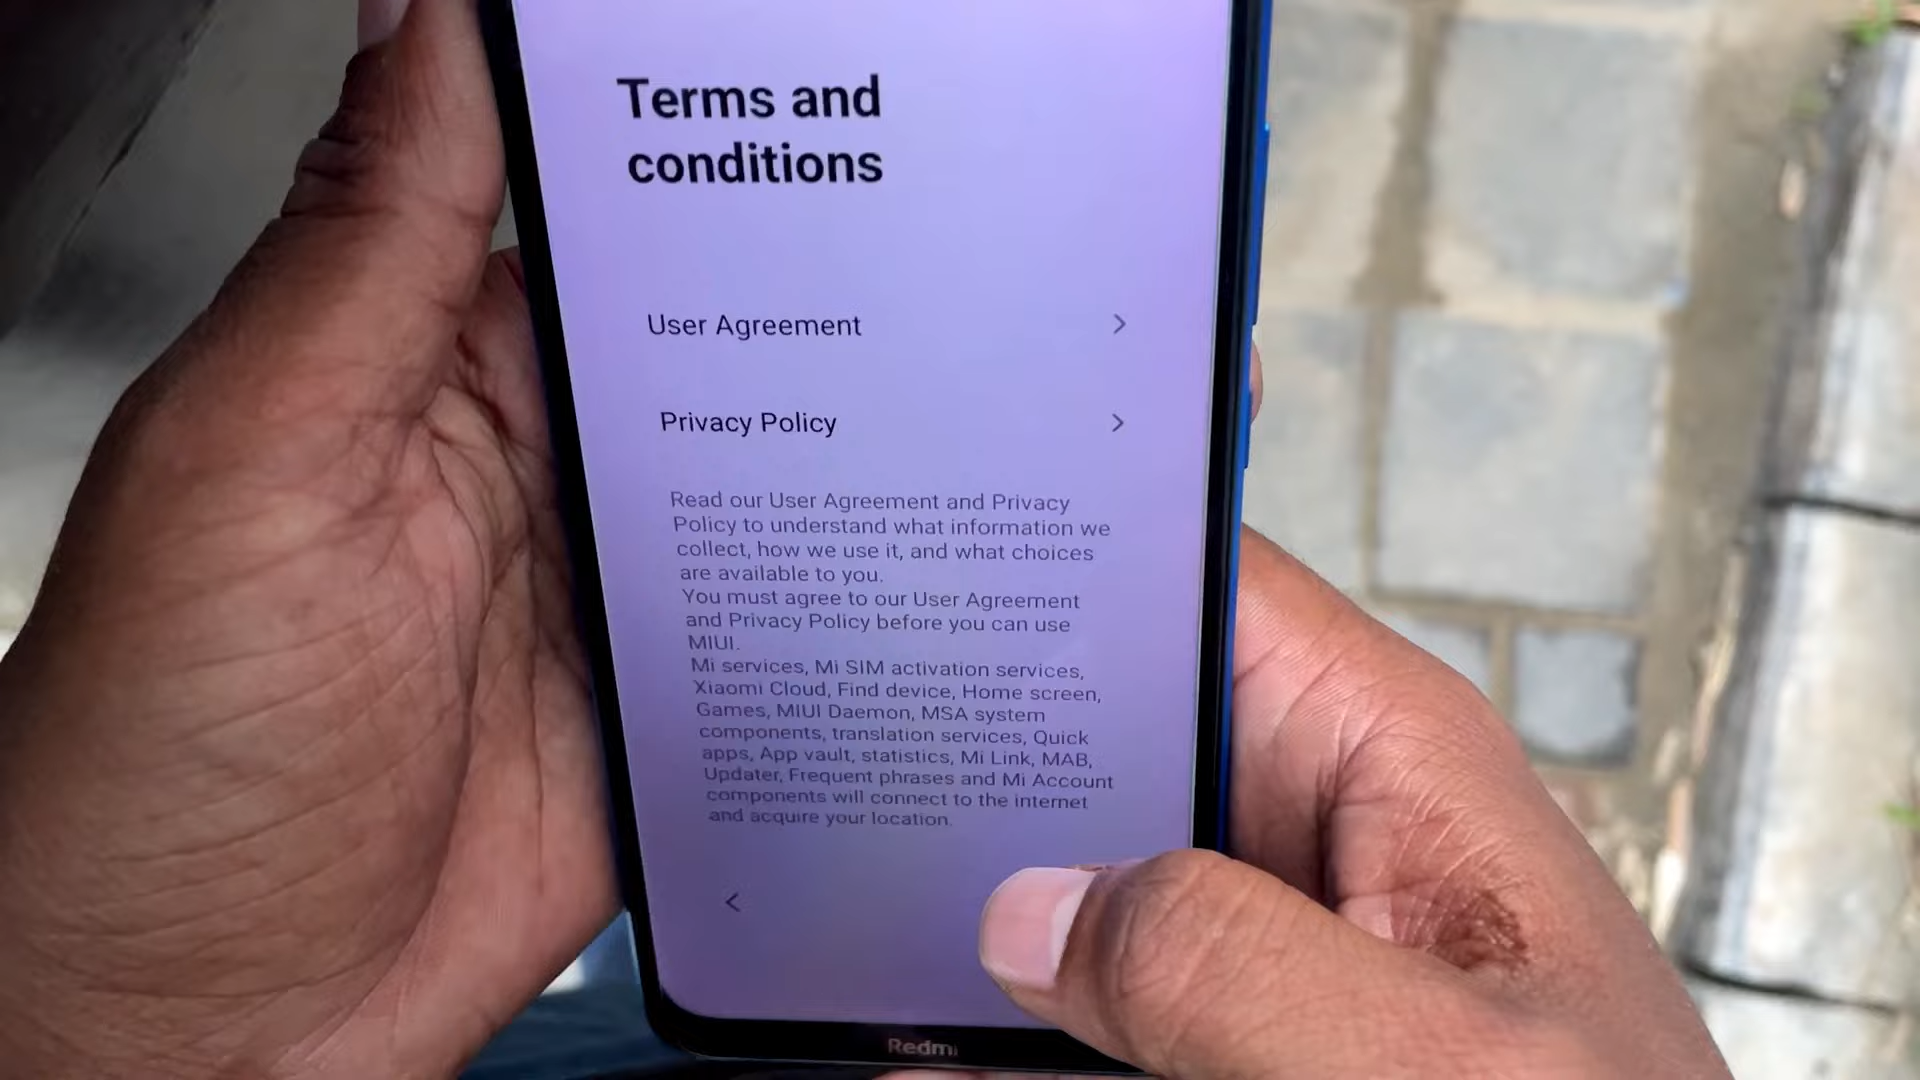 Terms and
conditions
User Agreement
Privacy Policy
Read our User Agreement and Privacy
Policy to understand what information we
collect, how we use it, and what choices
are available to you.
You must agree to our User Agreement
and Privacy Policy before you can use
MIUI.
Mi services, Mi SIM activation services,
Xiaomi Cloud, Find device, Home screen,
Games, MIUI Daemon, MSA system
components, translation services, Quick
apps, App vault, statistics, Mi Link, MAB,
Updater, Frequent phrases and Mi Account
components will connect to the internet
and acquire your location.
Redmi